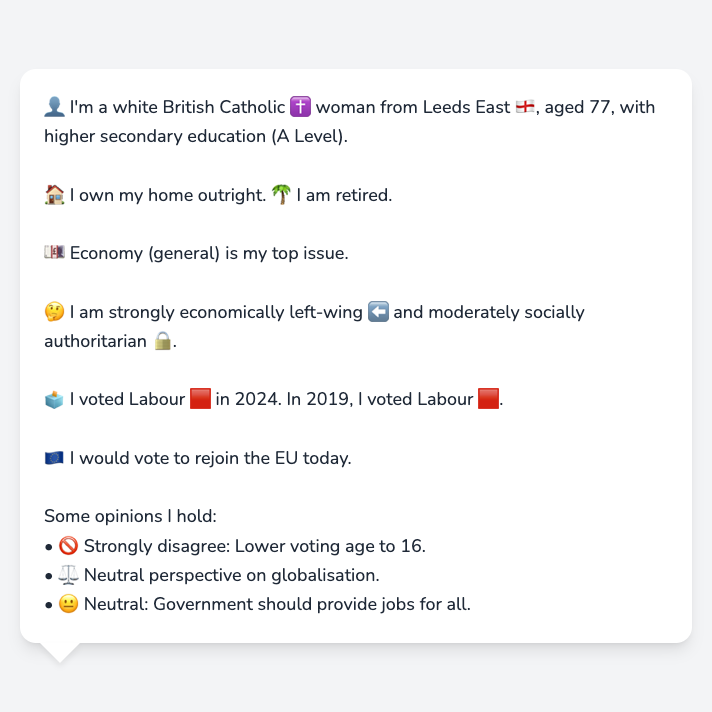 👤 I'm a white British Catholic ✝️ woman from Leeds East 🏴󠁧󠁢󠁥󠁮󠁧󠁿, aged 77, with
higher secondary education (A Level).
🏠 I own my home outright. 🌴 I am retired.
💷 Economy (general) is my top issue.
🤔 I am strongly economically left-wing ⬅️ and moderately socially
authoritarian 🔒.
🗳️ I voted Labour 🟥 in 2024. In 2019, I voted Labour 🟥.
🇪🇺 I would vote to rejoin the EU today.
Some opinions I hold:
• 🚫 Strongly disagree: Lower voting age to 16.
• ⚖️ Neutral perspective on globalisation.
• 😐 Neutral: Government should provide jobs for all.